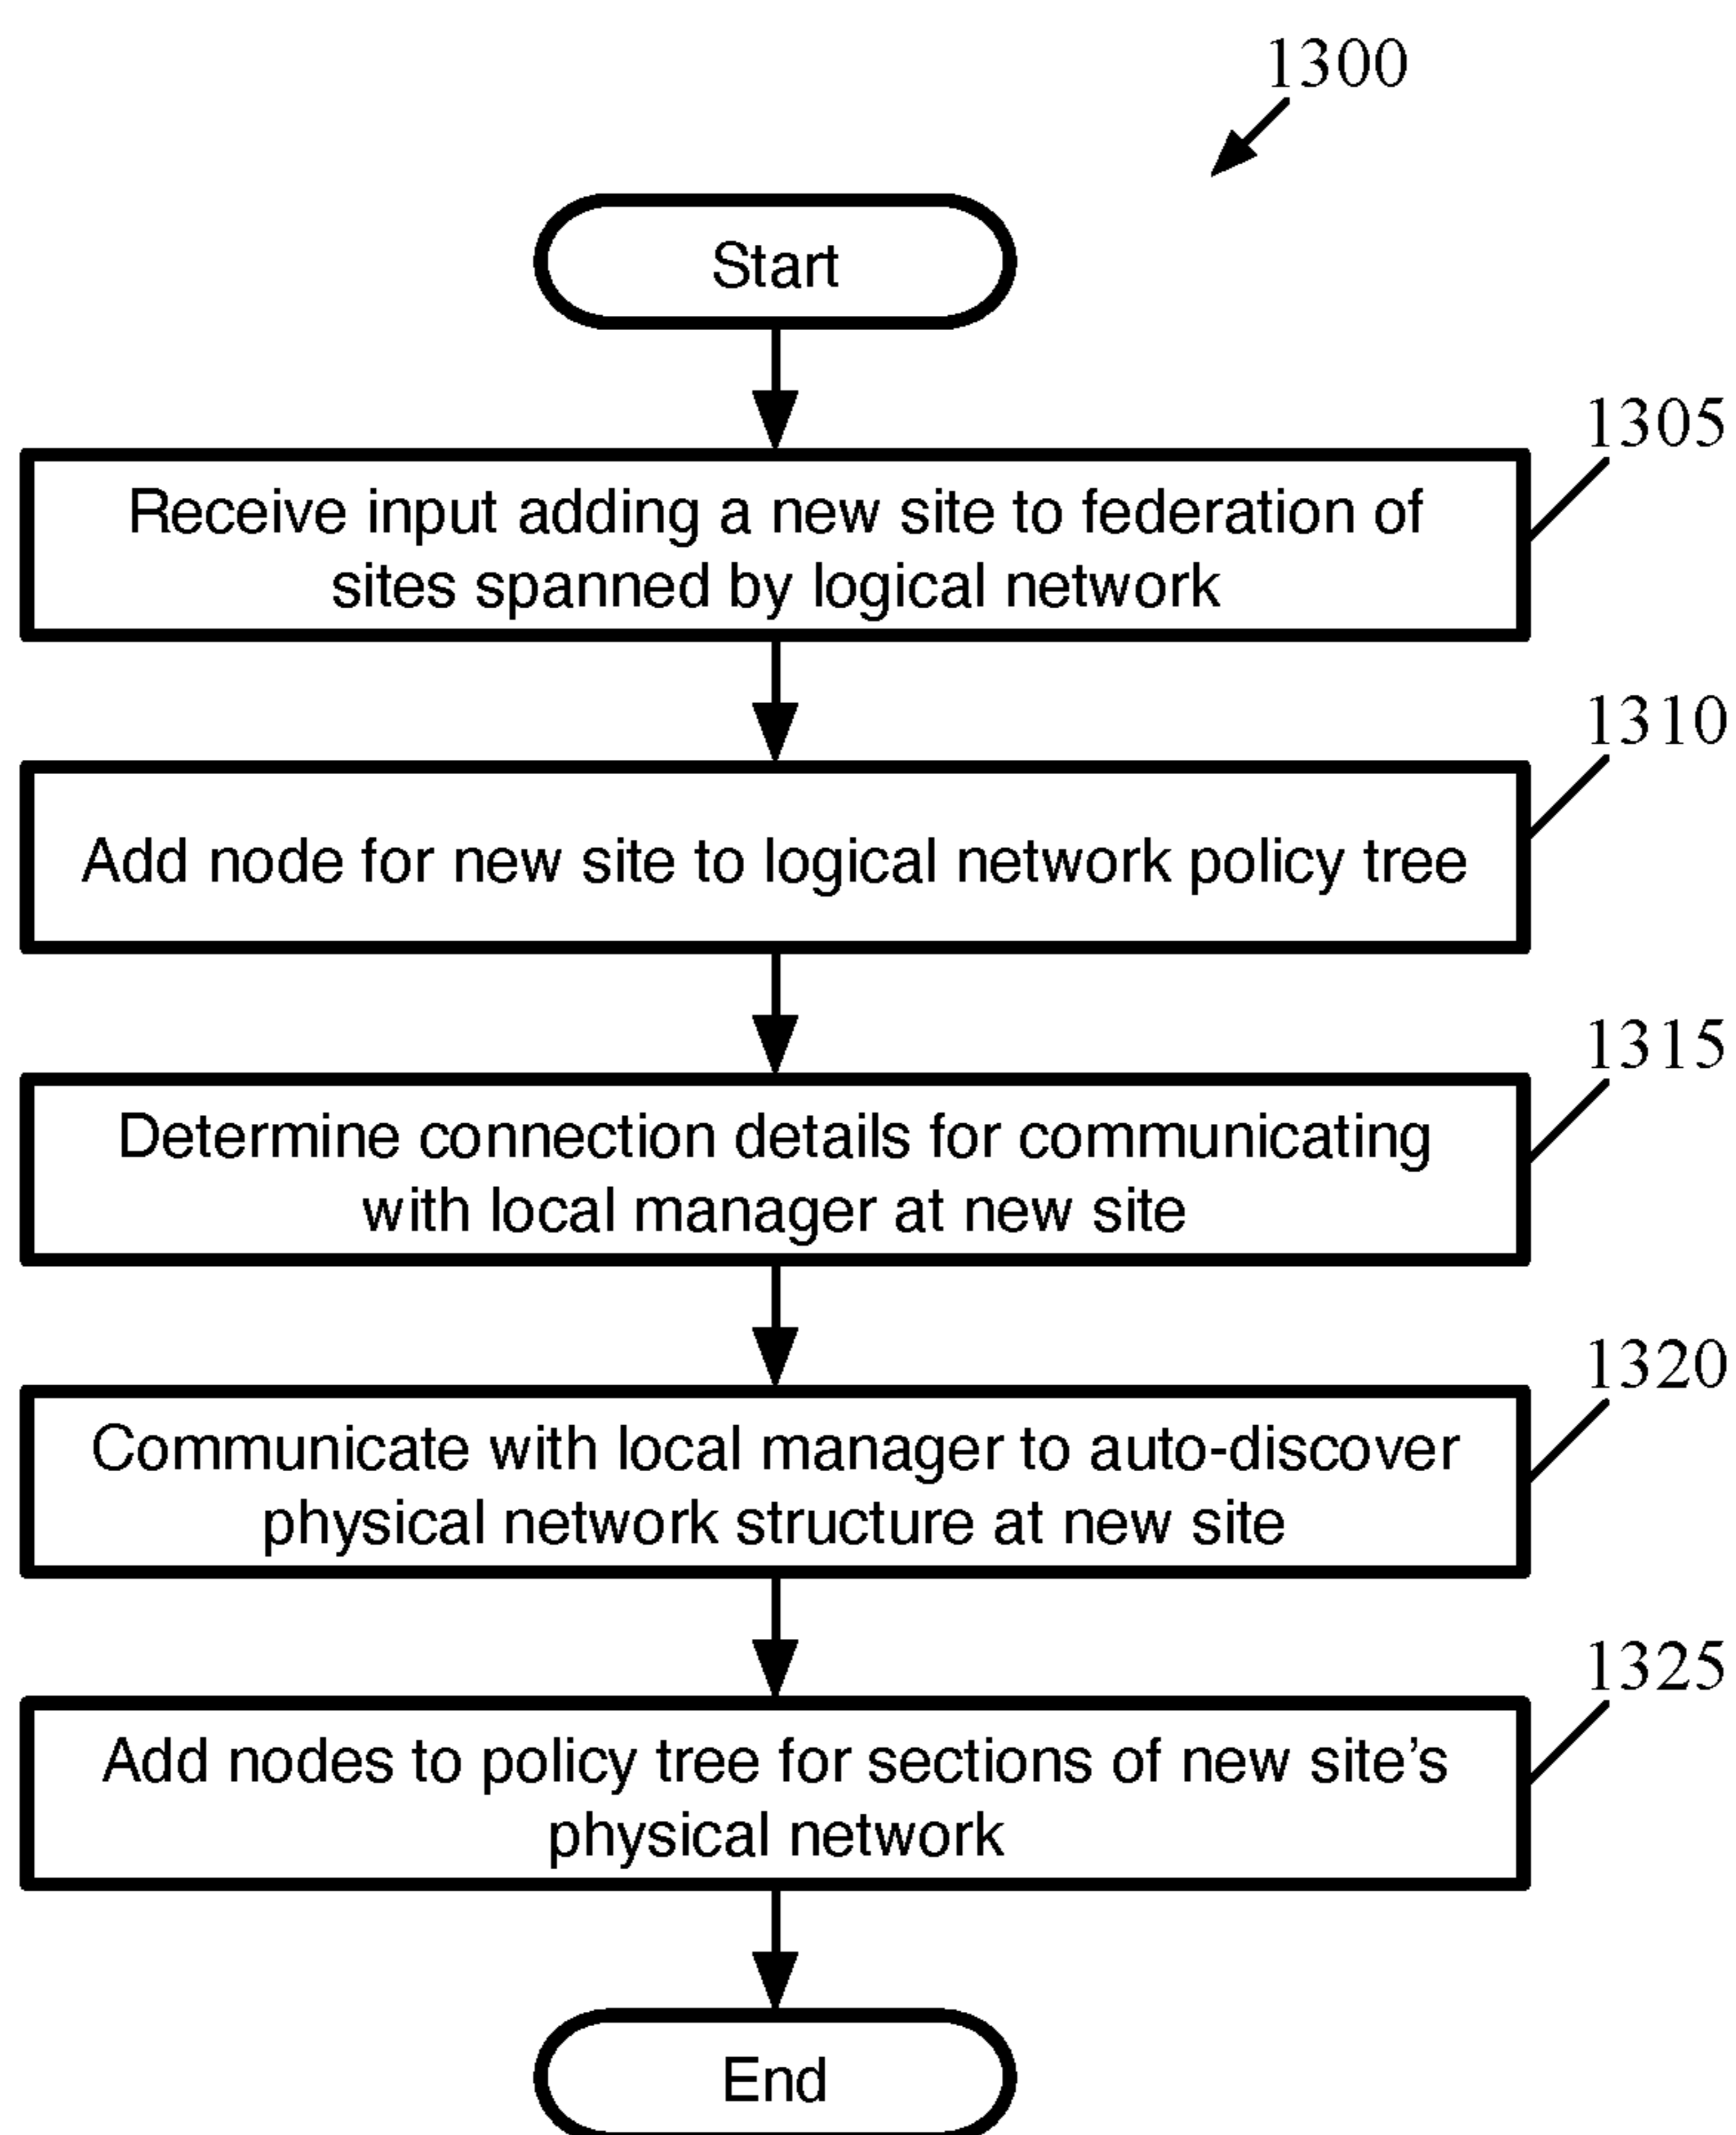 1300
Start
1305
Receive input adding a new site to federation of
sites spanned by logical network
1310
Add node for new site to logical network policy tree
1315
Determine connection details for communicating
with local manager at new site
1320
Communicate with local manager to auto-discover
physical network structure at new site
1325
Add nodes to policy tree for sections of new site’s
physical network
End